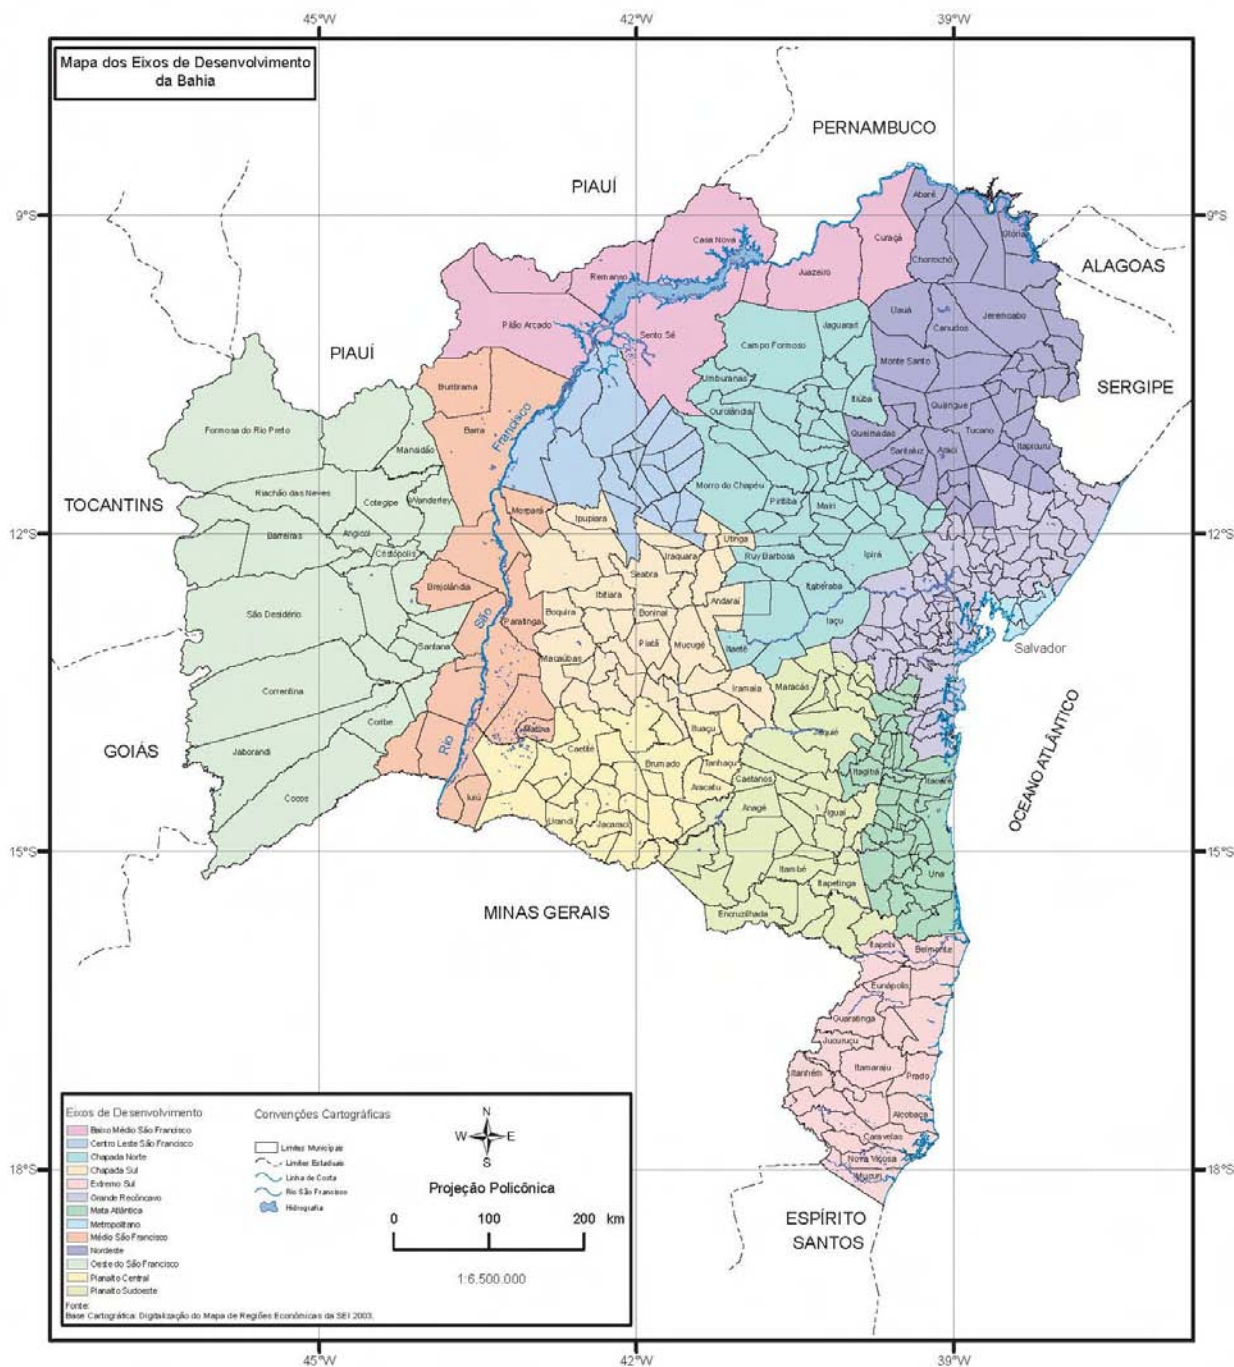 45°W 42°W 39°W
Mapa dos Eixos de Desenvolvimento
da Bahia
PERNAMBUCO
PIAUÍ
Abaré
9°S 9°S
Glória
Curaçá
Casa Nova
Chorrochó
ALAGOAS
Juazeiro
Remanso
Uauá
Jeremoabo
Pilão Arcado
Jaguarari
Canudos
Sento Sé
Campo Formoso
PIAUÍ
Monte Santo
Umburanas
SERGIPE
Buritirama
Itiúba
Ourolândia
Quijingue
Francisco
Formosa do Rio Preto
Barra
Queimadas
Tucano
Itapicuru
Mansidão
Santaluz
Araci
Morro do Chapéu
Riachão das Neves
Wanderley
Cotegipe
Piritiba
Mairi
TOCANTINS
Morpará
Ipupiara
12°S 12°S
Barreiras
Angical
Utinga
Cristópolis
Iraquara
Ruy Barbosa
Ipirá
Seabra
Brejolândia
Itaberaba
Ibitiara
Andaraí
São Desidério
São
Paratinga
Boquira
Boninal
Iaçu
Santana
Piatã
Mucugê
Itaetê
Salvador
Macaúbas
Correntina
Iramaia
Maracás
Coribe
Matina
Ituaçu
Jequié
GOIÁS
Jaborandi
Rio
Caetité
OCEANO ATLÂNTICO
Brumado
Tanhaçu
Itagibá
Caetanos
Itacaré
Cocos
Iuiú
Aracatu
Anagé
Iguaí
Urandi
Jacaraci
15°S 15°S
Itambé
Una
Itapetinga
MINAS GERAIS
Encruzilhada
Itapebi
Belmonte
Eunápolis
Guaratinga
Jucuruçu
Itanhém
Itamaraju
Prado
Alcobaça
Caravelas
Nova Viçosa
Mucuri
18°S 18°S
ESPÍRITO
SANTOS
Eixos de Desenvolvimento
Baixo Médio São Francisco
Centro Leste São Francisco
Chapada Norte
Chapada Sul
Extremo Sul
Grande Recôncavo
Mata Atlântica
Metropolitano
Médio São Francisco
Nordeste
Oeste do São Francisco
Planalto Central
Planalto Sudoeste
Convenções Cartográficas
Limites Municipais
Limites Estaduais
Linha de Costa
Rio São Francisco
Hidrografia
N
W E
S
Projeção Policônica
0 100 200 km
1:6.500.000
Fonte:
Base Cartográfica: Digitalização do Mapa de Regiões Econômicas da SEI 2003.
45°W 42°W 39°W